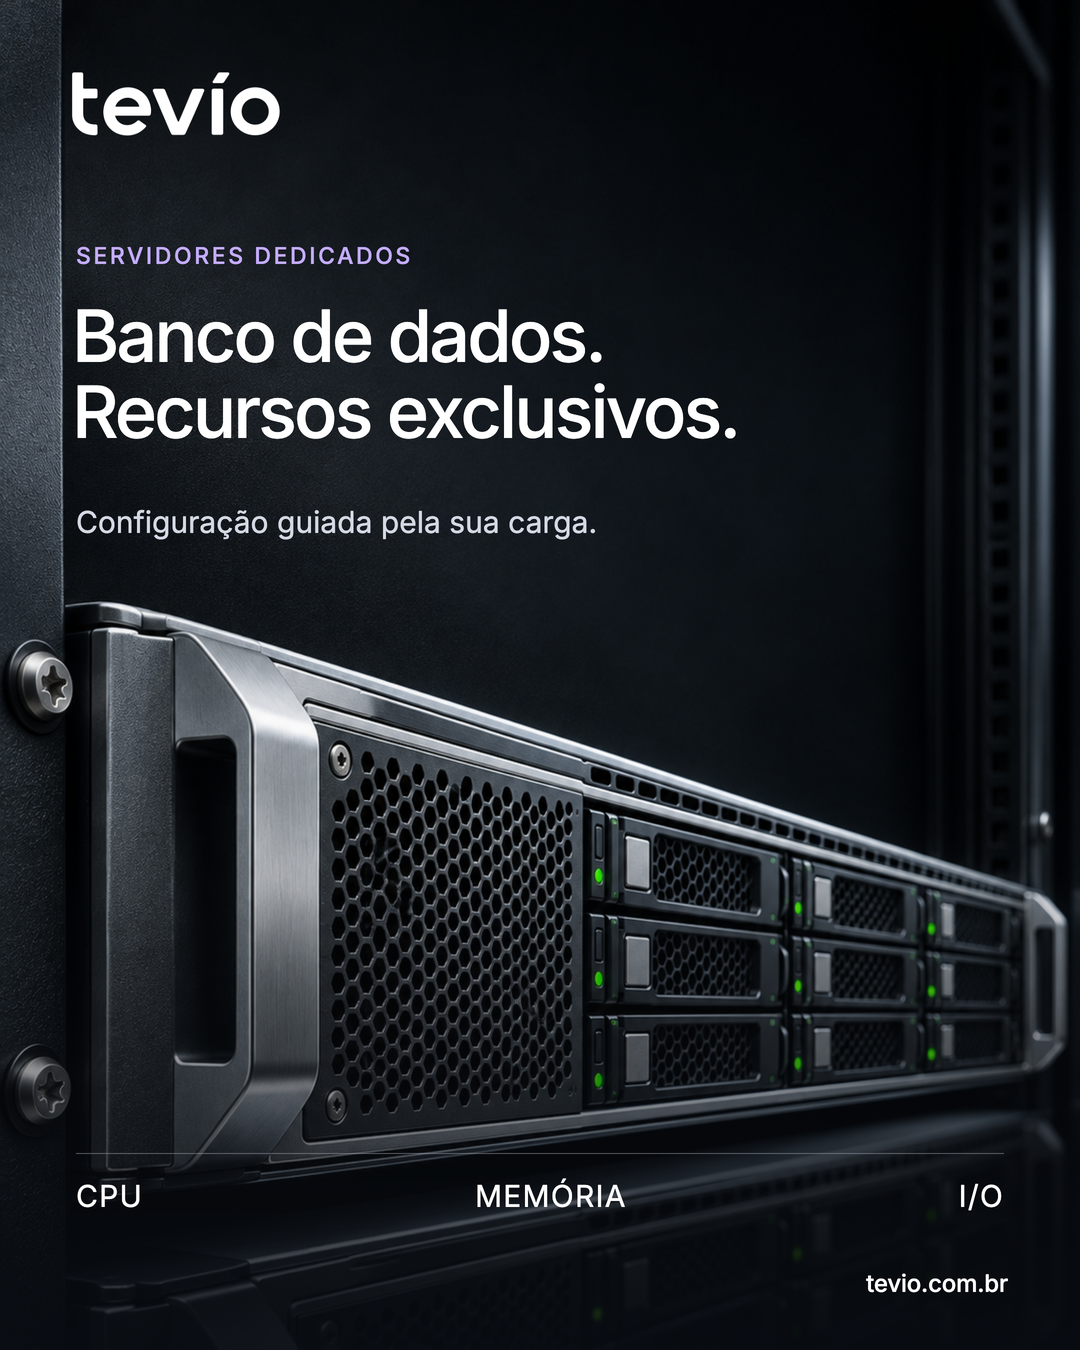 tevío
SERVIDORES DEDICADOS
Banco de dados.
Recursos exclusivos.
Configuração guiada pela sua carga.
CPU MEMÓRIA I/O
tevio.com.br